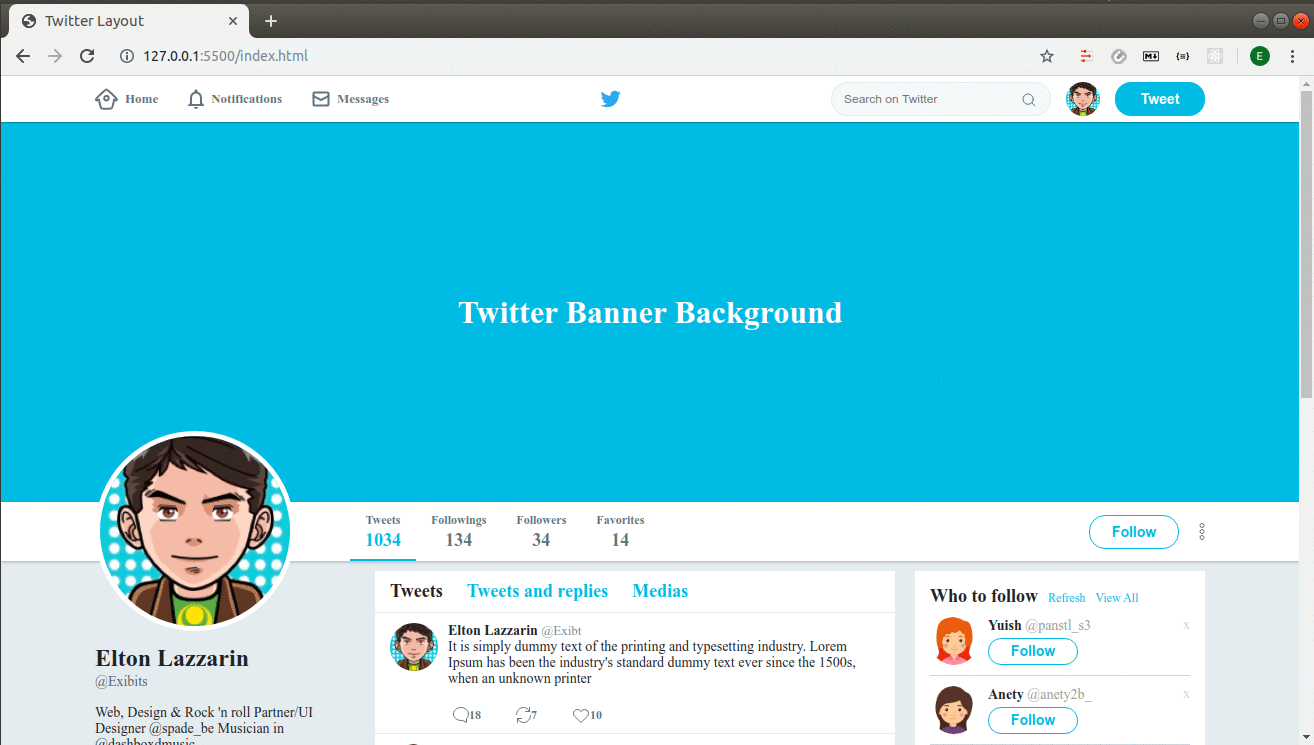 Twitter Layout
127.0.0.1:5500/index.html
E
Home Notifications Messages Search on Twitter Tweet
Twitter Banner Background
Tweets Followings Followers Favorites
1034 134 34 14
Follow
Elton Lazzarin
@Exibits
Web, Design & Rock 'n roll Partner/UI
Designer @spade_be Musician in
@dashboxdmusic
Tweets Tweets and replies Medias
Elton Lazzarin @Exibt
It is simply dummy text of the printing and typesetting industry. Lorem
Ipsum has been the industry's standard dummy text ever since the 1500s,
when an unknown printer
18 7 10
Who to follow Refresh View All
Yuish @panstl_s3 x
Follow
Anety @anety2b_ x
Follow